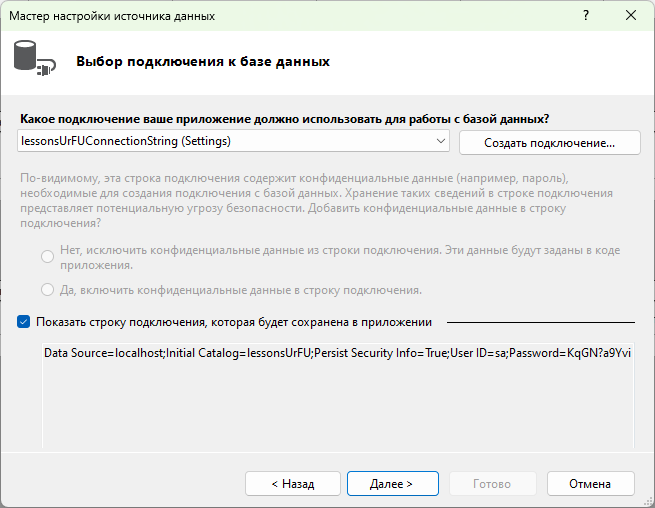 Мастер настройки источника данных
Выбор подключения к базе данных
Какое подключение ваше приложение должно использовать для работы с базой данных?
lessonsUrFUConnectionString (Settings)
Создать подключение...
По-видимому, эта строка подключения содержит конфиденциальные данные (например, пароль),
необходимые для создания подключения с базой данных. Хранение таких сведений в строке подключения
представляет потенциальную угрозу безопасности. Добавить конфиденциальные данные в строку
подключения?
Нет, исключить конфиденциальные данные из строки подключения. Эти данные будут заданы в коде
приложения.
Да, включить конфиденциальные данные в строку подключения.
Показать строку подключения, которая будет сохранена в приложении
Data Source=localhost;Initial Catalog=lessonsUrFU;Persist Security Info=True;User ID=sa;Password=KqGN?a9Yvi
< Назад
Далее >
Готово
Отмена